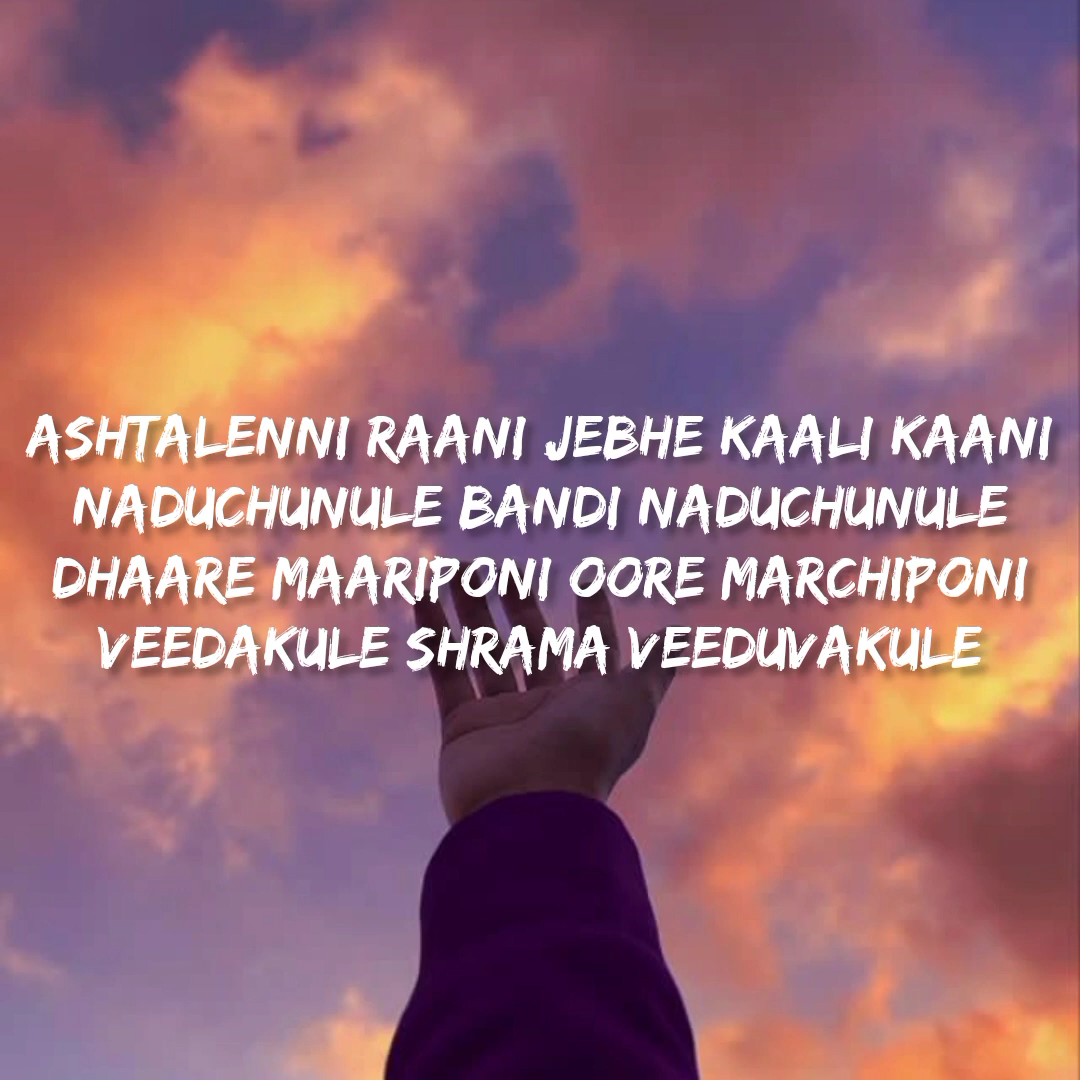 ASHTALENNI RAANI JEBHE KAALI KAANI
NADUCHUNULE BANDI NADUCHUNULE
DHAARE MAARIPONI OORE MARCHIPONI
VEEDAKULE SHRAMA VEEDUVAKULE